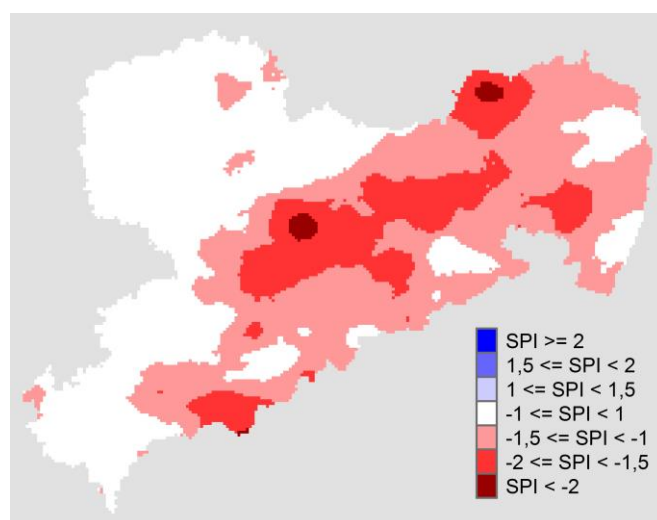 SPI >= 2
1,5 <= SPI < 2
1 <= SPI < 1,5
-1 <= SPI < 1
-1,5 <= SPI < -1
-2 <= SPI < -1,5
SPI < -2